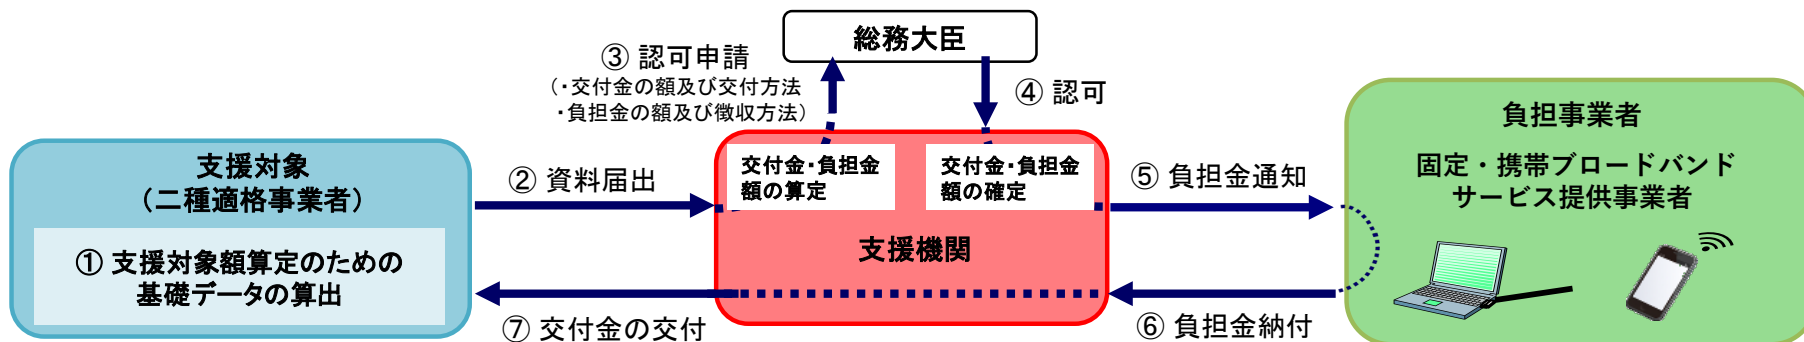 総務大臣
③ 認可申請
（・交付金の額及び交付方法
・負担金の額及び徴収方法）
④ 認可
支援対象
（二種適格事業者）
① 支援対象額算定のための
基礎データの算出
② 資料届出
交付金・負担金
額の算定
交付金・負担金
額の確定
支援機関
⑤ 負担金通知
負担事業者
固定・携帯ブロードバンド
サービス提供事業者
⑥ 負担金納付
⑦ 交付金の交付